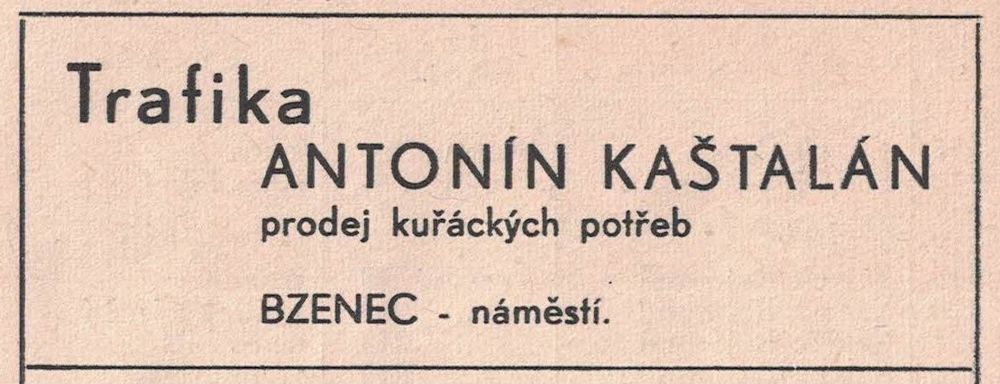 Trafika
ANTONÍN KAŠTALÁN
prodej kuřáckých potřeb
BZENEC - náměstí.